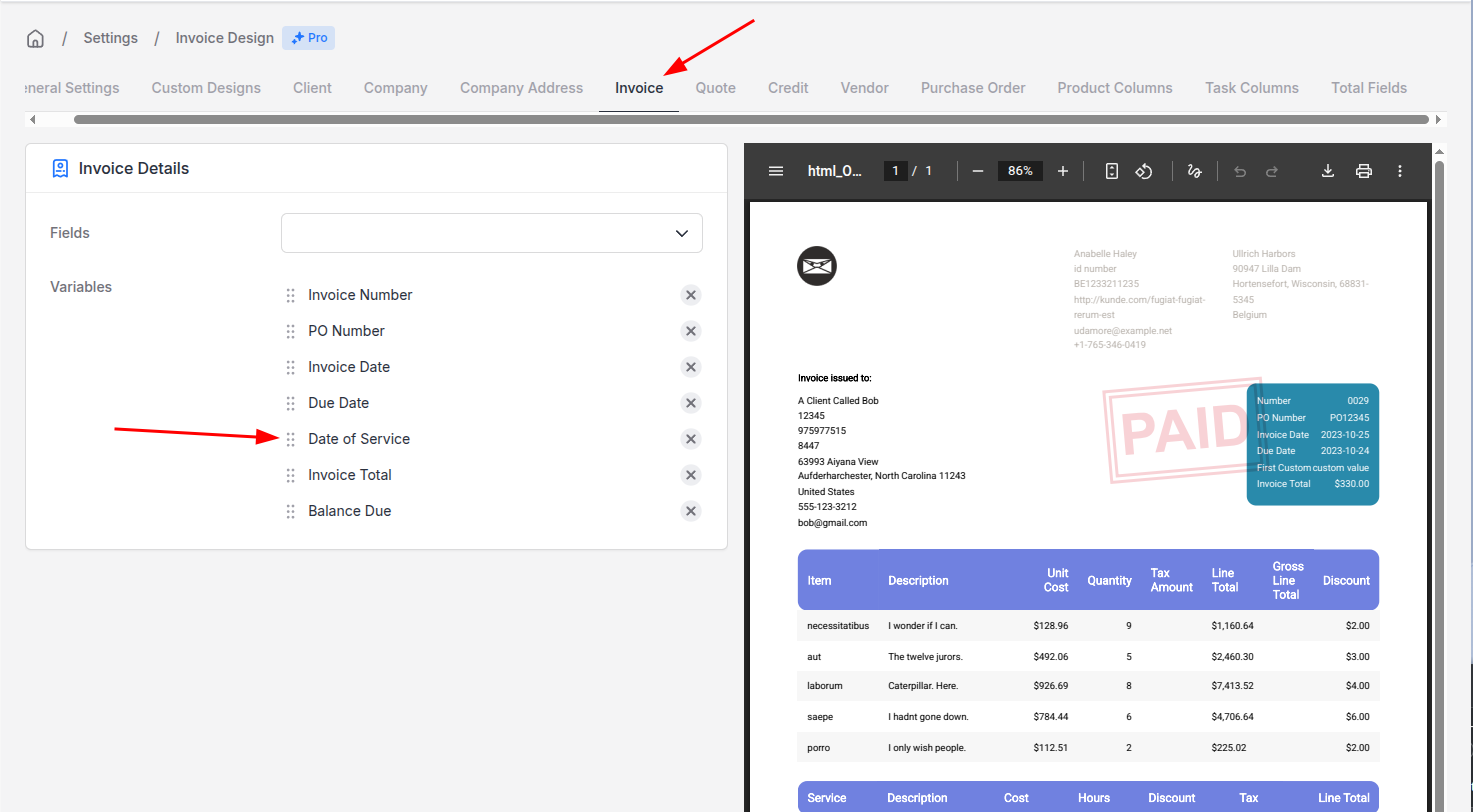 / Settings / Invoice Design Pro
eneral Settings Custom Designs Client Company Company Address Invoice Quote Credit Vendor Purchase Order Product Columns Task Columns Total Fields
Invoice Details
Fields
Variables
Invoice Number
PO Number
Invoice Date
Due Date
Date of Service
Invoice Total
Balance Due
html_0... 1 / 1 86%
Anabelle Haley
id number
BE1233211235
http://kunde.com/fugiat-fugiat-
rerum-est
udamore@example.net
+1-765-346-0419
Ullrich Harbors
90947 Lilla Dam
Hortensefort, Wisconsin, 68831-
5345
Belgium
Invoice issued to:
A Client Called Bob
12345
975977515
8447
63993 Aiyana View
Aufderharchester, North Carolina 11243
United States
555-123-3212
bob@gmail.com
PAID
Number 0029
PO Number PO12345
Invoice Date 2023-10-25
Due Date 2023-10-24
First Custom custom value
Invoice Total $330.00
Item Description Unit Cost Quantity Tax Amount Line Total Gross Line Total Discount
necessitatibus I wonder if I can. $128.96 9 $1,160.64 $2.00
aut The twelve jurors. $492.06 5 $2,460.30 $3.00
laborum Caterpillar. Here. $926.69 8 $7,413.52 $4.00
saepe I hadnt gone down. $784.44 6 $4,706.64 $6.00
porro I only wish people. $112.51 2 $225.02 $2.00
Service Description Cost Hours Discount Tax Line Total